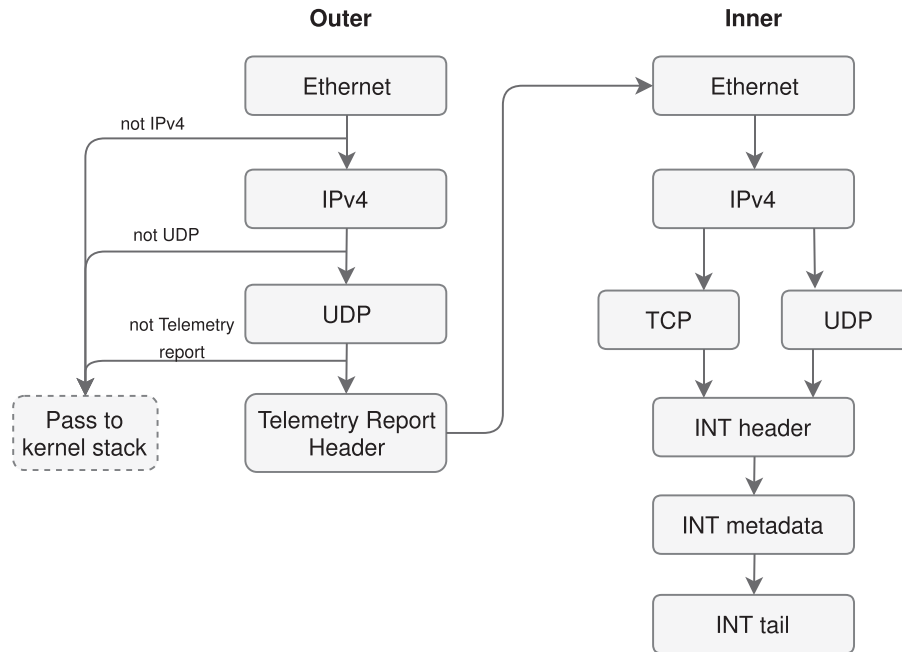 Outer
Ethernet
not IPv4
IPv4
not UDP
UDP
not Telemetry
report
Pass to
kernel stack
Telemetry Report
Header
Inner
Ethernet
IPv4
TCP
UDP
INT header
INT metadata
INT tail